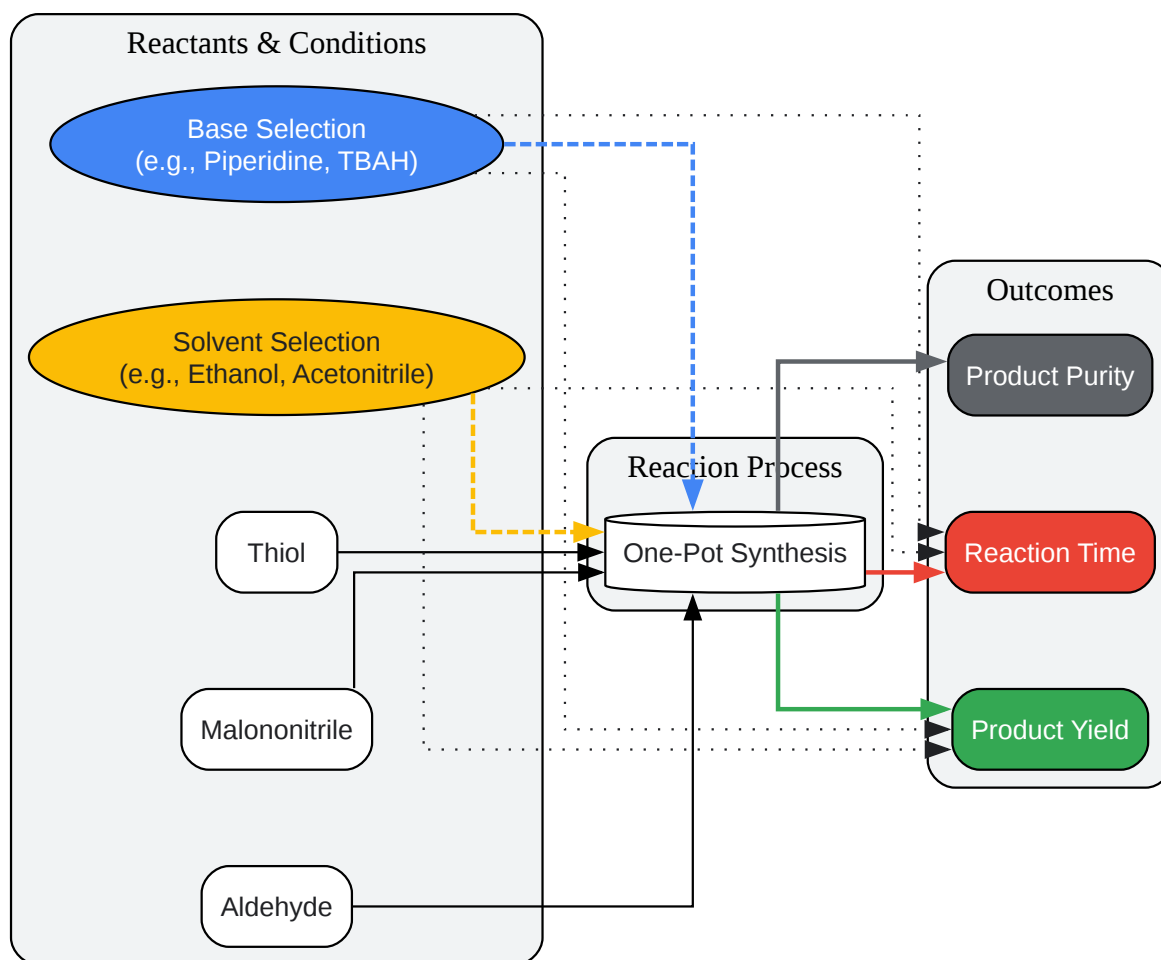 Reactants & Conditions
Base Selection
(e.g., Piperidine, TBAH)
Solvent Selection
(e.g., Ethanol, Acetonitrile)
Thiol
Malononitrile
Aldehyde
Reaction Process
One-Pot Synthesis
Outcomes
Product Purity
Reaction Time
Product Yield